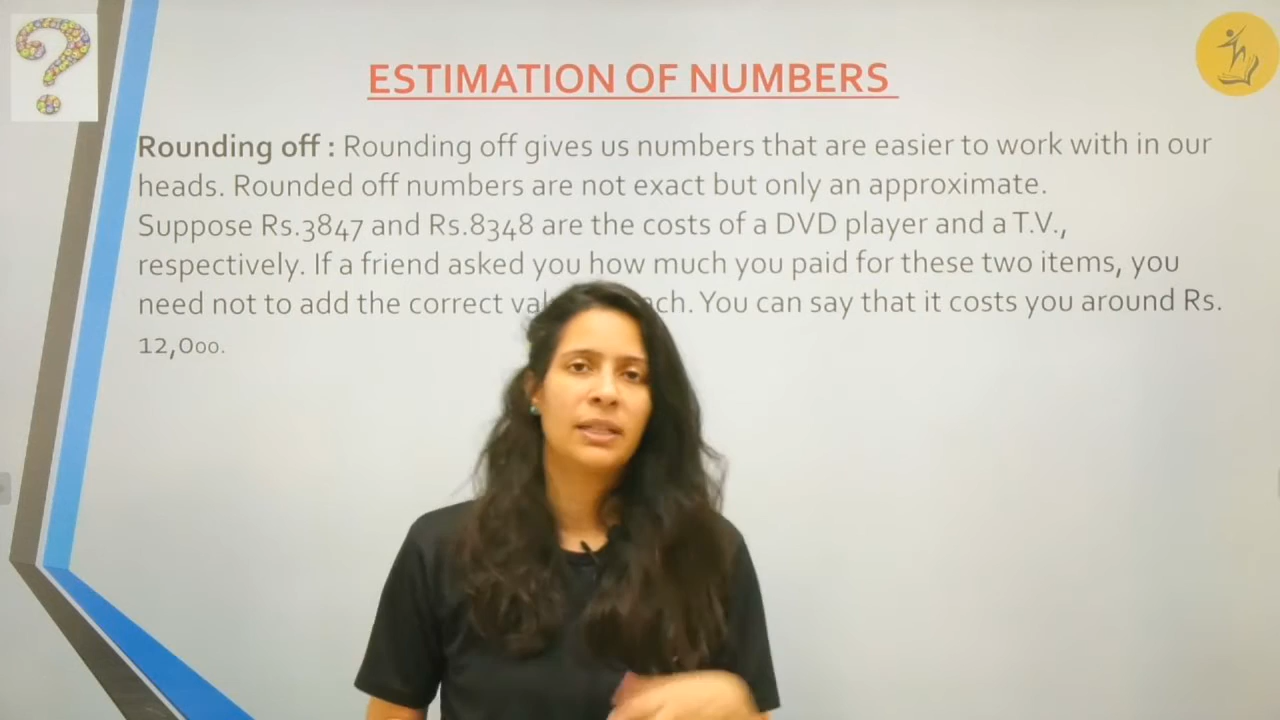 ESTIMATION OF NUMBERS
Rounding off : Rounding off gives us numbers that are easier to work with in our
heads. Rounded off numbers are not exact but only an approximate.
Suppose Rs.3847 and Rs.8348 are the costs of a DVD player and a T.V.,
respectively. If a friend asked you how much you paid for these two items, you
need not to add the correct You can say that it costs you around Rs.
12,000.